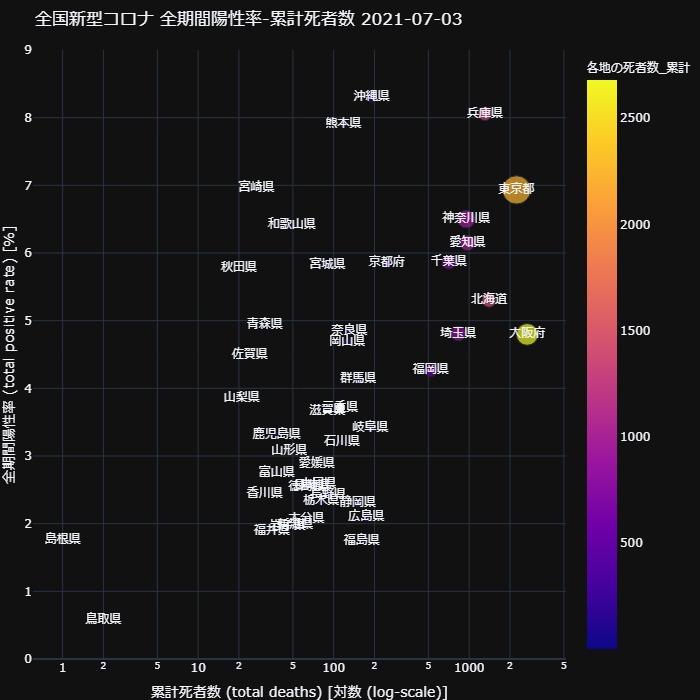 全国新型コロナ 全期間陽性率-累計死者数 2021-07-03
各地の死者数_累計
9
8
7
6
5
4
3
2
1
0
全期間陽性率 (total positive rate) [%]
沖縄県
兵庫県
熊本県
宮崎県
東京都
和歌山県
神奈川県
愛知県
秋田県
宮城県
京都府
千葉県
北海道
青森県
奈良県
岡山県
埼玉県
大阪府
佐賀県
福岡県
群馬県
山梨県
滋賀県
三重県
岐阜県
鹿児島県
石川県
山形県
愛媛県
富山県
香川県
栃木県
静岡県
大分県
広島県
福井県
福島県
島根県
鳥取県
1 2 5 10 2 5 100 2 5 1000 2 5
累計死者数 (total deaths) [対数 (log-scale)]
2500
2000
1500
1000
500